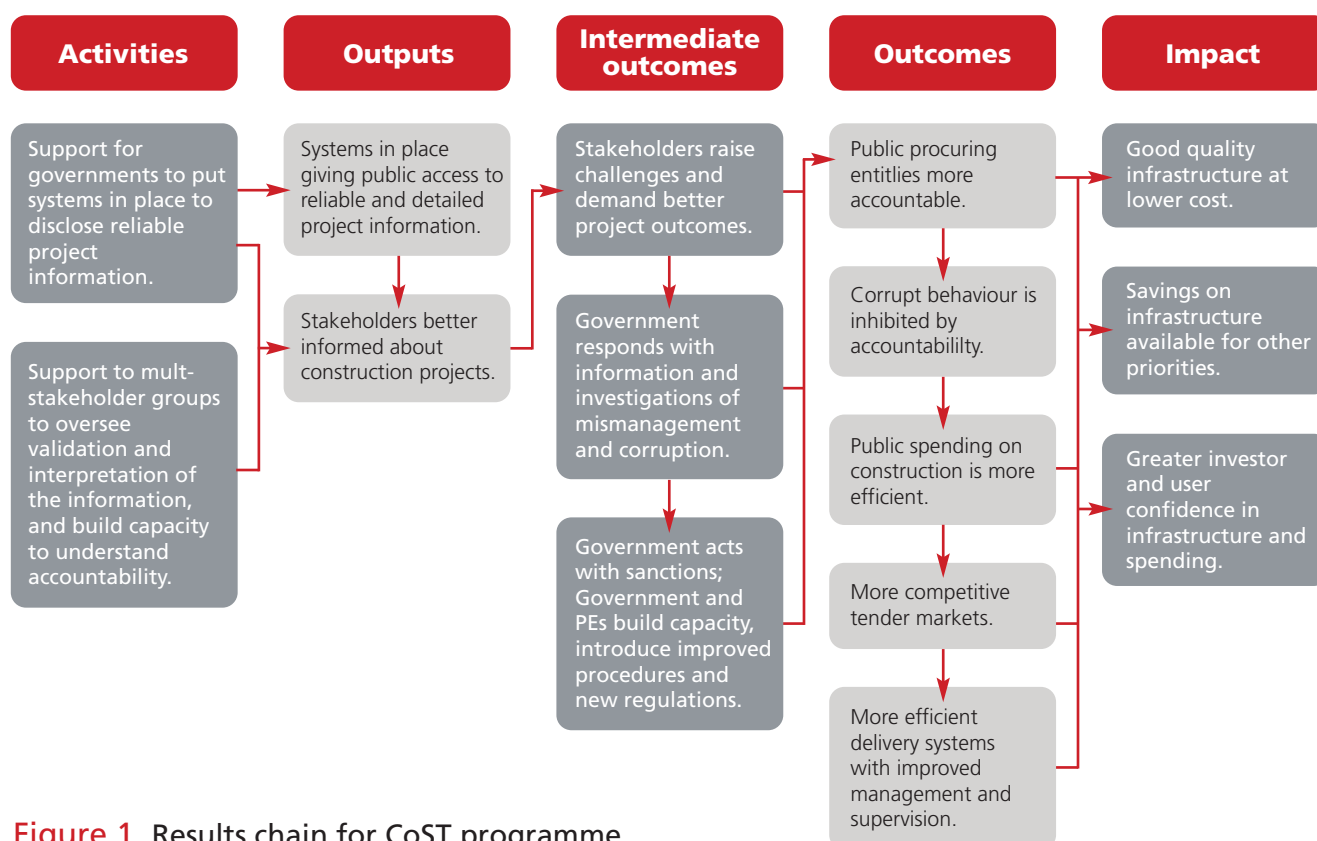 Activities
Outputs
Intermediate
outcomes
Outcomes
Impact
Support for
governments to put
systems in place to
disclose reliable
project
information.
Support to mult-
stakeholder groups
to oversee
validation and
interpretation of
the information,
and build capacity
to understand
accountability.
Systems in place
giving public access to
reliable and detailed
project information.
Stakeholders better
informed about
construction projects.
Stakeholders raise
challenges and
demand better
project outcomes.
Government
responds with
information and
investigations of
mismanagement
and corruption.
Government acts
with sanctions;
Government and
PEs build capacity,
introduce improved
procedures and
new regulations.
Public procuring
entitlies more
accountable.
Corrupt behaviour is
inhibited by
accountabililty.
Public spending on
construction is more
efficient.
More competitive
tender markets.
More efficient
delivery systems
with improved
management and
supervision.
Good quality
infrastructure at
lower cost.
Savings on
infrastructure
available for other
priorities.
Greater investor
and user
confidence in
infrastructure and
spending.
Figure 1 Results chain for CoST programme